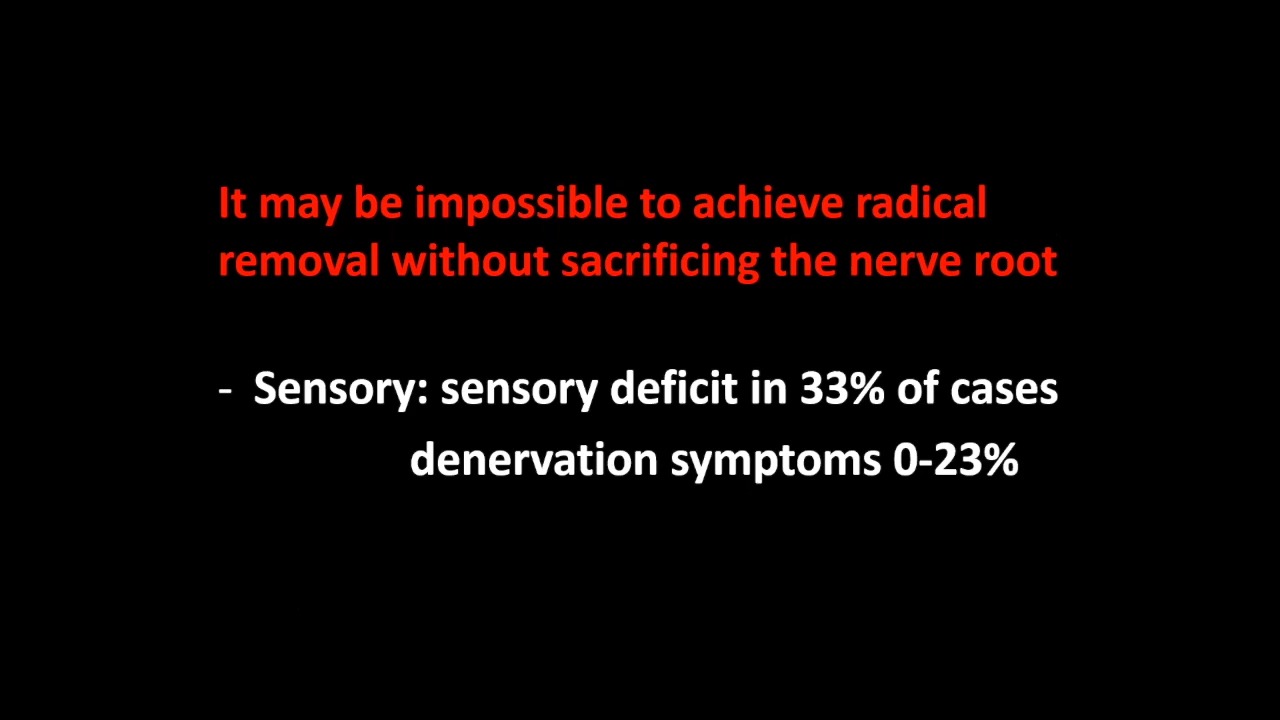 It may be impossible to achieve radical
removal without sacrificing the nerve root
- Sensory: sensory deficit in 33% of cases
denervation symptoms 0-23%